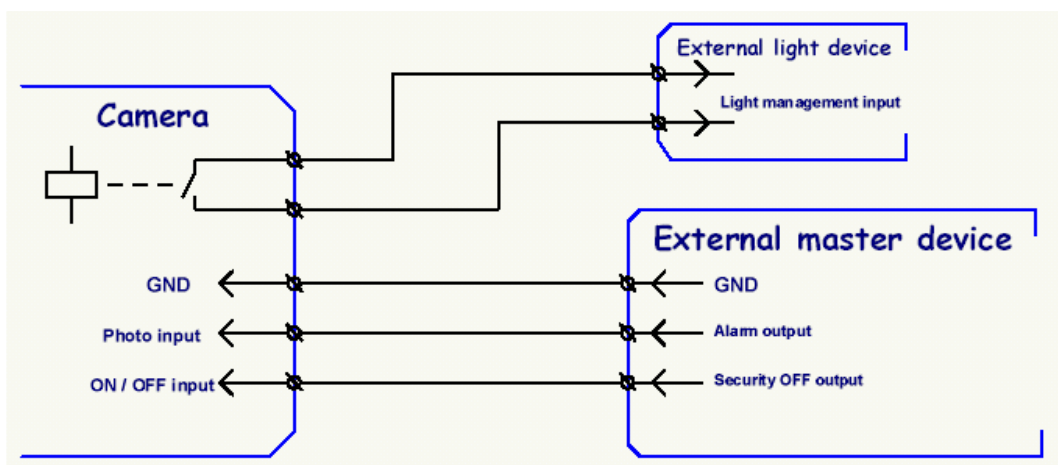 External light device
Light management input
Camera
External master device
GND
GND
Photo input
Alarm output
ON / OFF input
Security OFF output